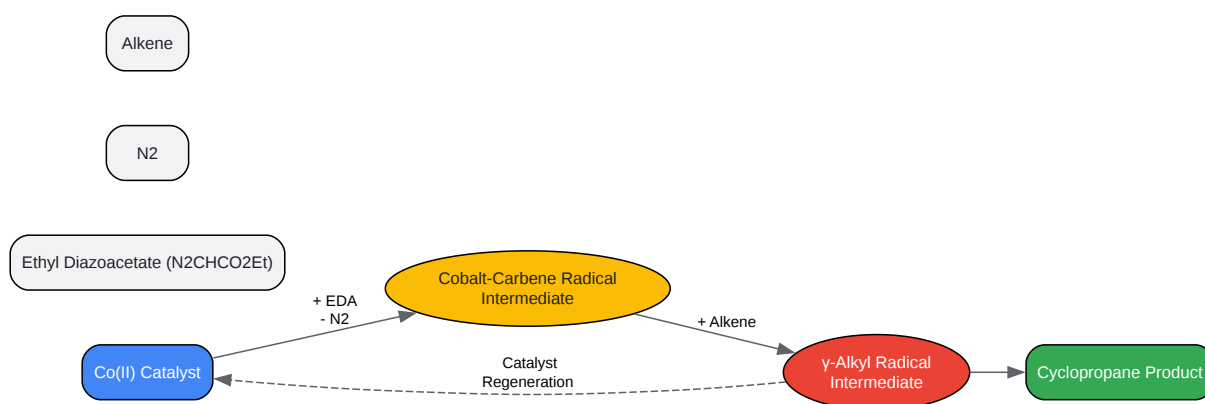 Alkene
N2
Ethyl Diazoacetate (N2CHCO2Et)
Co(II) Catalyst
+ EDA
- N2
Cobalt-Carbene Radical
Intermediate
+ Alkene
Catalyst
Regeneration
γ-Alkyl Radical
Intermediate
Cyclopropane Product